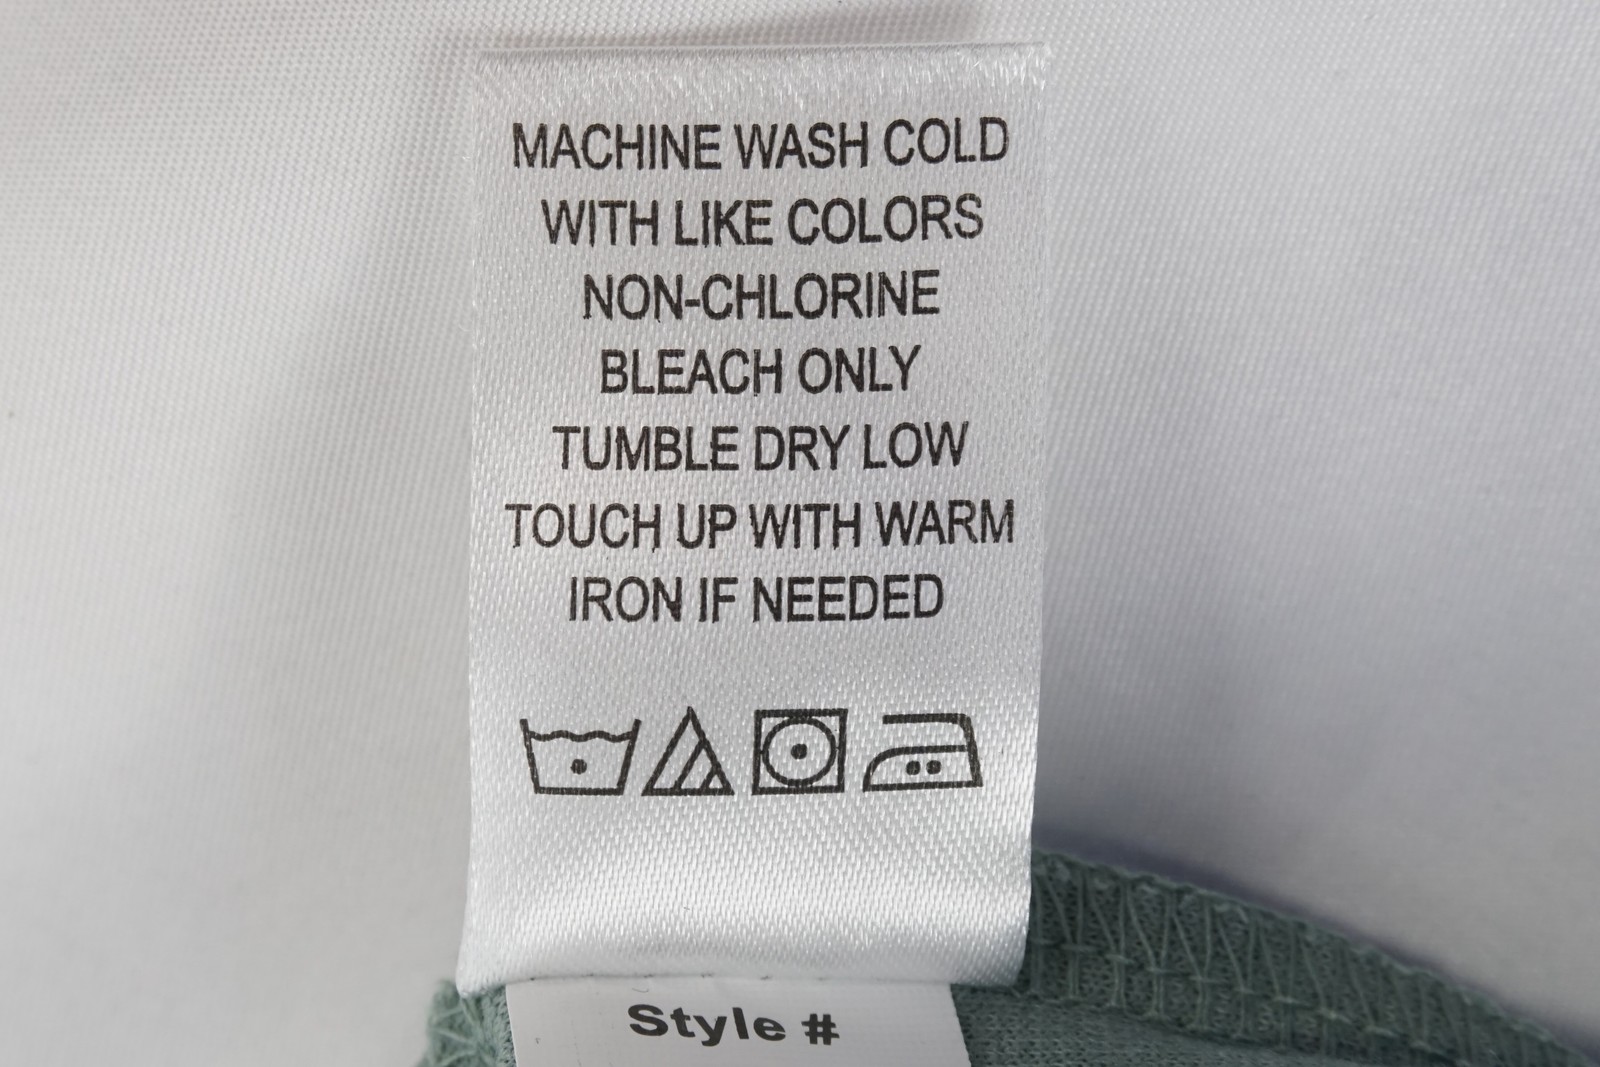 MACHINE WASH COLD
WITH LIKE COLORS
NON-CHLORINE
BLEACH ONLY
TUMBLE DRY LOW
TOUCH UP WITH WARM
IRON IF NEEDED
Style #